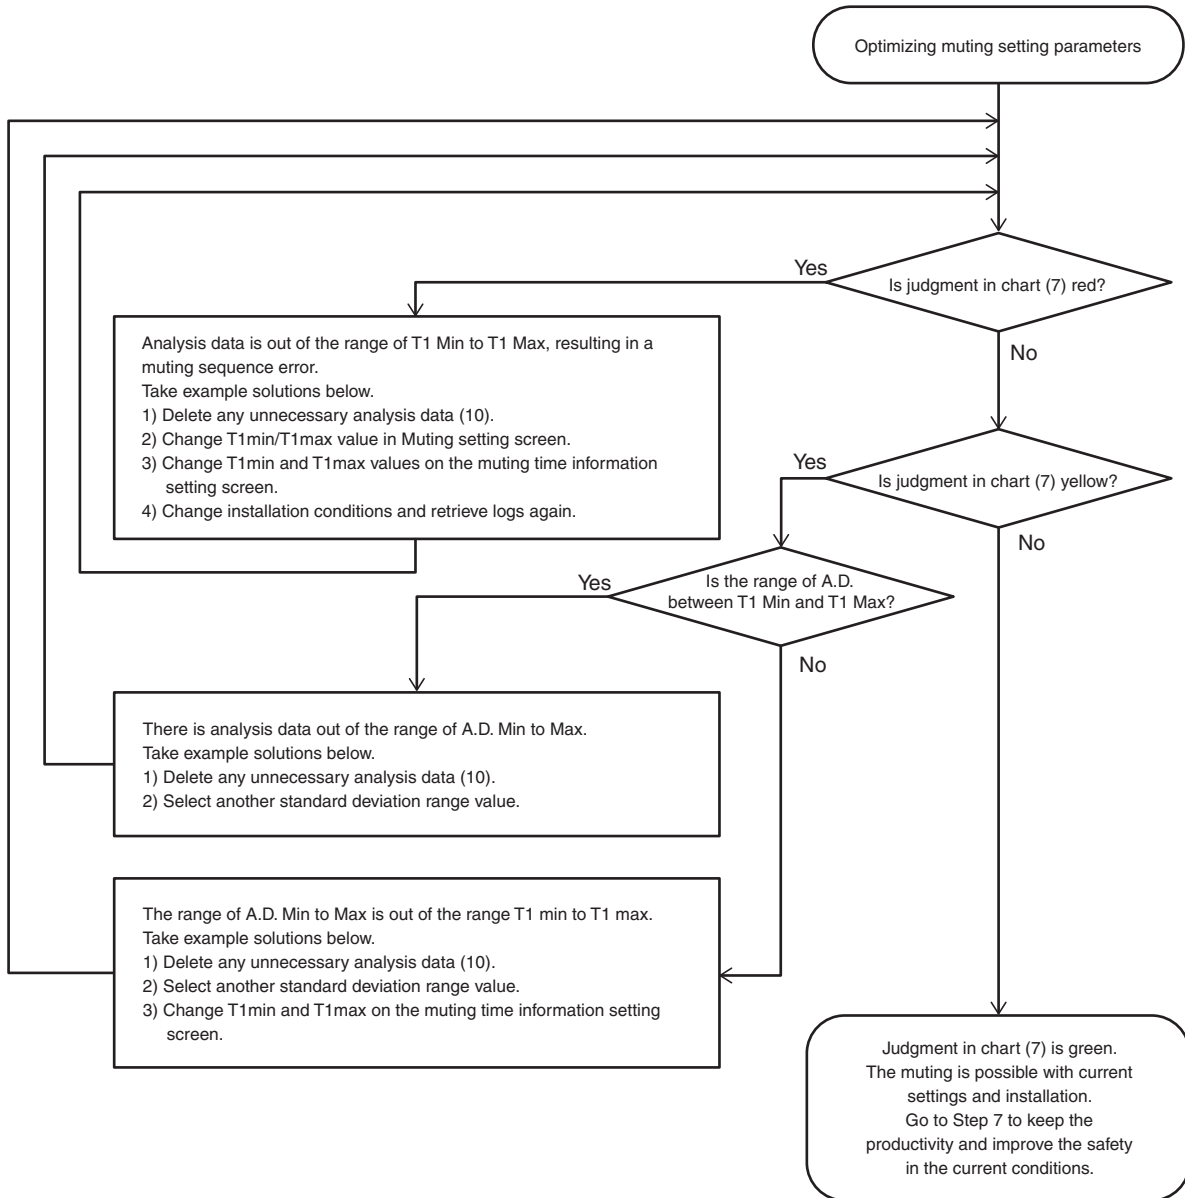 Optimizing muting setting parameters
Yes
Is judgment in chart (7) red?
No
Analysis data is out of the range of T1 Min to T1 Max, resulting in a
muting sequence error.
Take example solutions below.
1) Delete any unnecessary analysis data (10).
2) Change T1min/T1max value in Muting setting screen.
3) Change T1min and T1max values on the muting time information
setting screen.
4) Change installation conditions and retrieve logs again.
Yes
Is judgment in chart (7) yellow?
No
Yes
Is the range of A.D.
between T1 Min and T1 Max?
No
There is analysis data out of the range of A.D. Min to Max.
Take example solutions below.
1) Delete any unnecessary analysis data (10).
2) Select another standard deviation range value.
The range of A.D. Min to Max is out of the range T1 min to T1 max.
Take example solutions below.
1) Delete any unnecessary analysis data (10).
2) Select another standard deviation range value.
3) Change T1min and T1max on the muting time information setting
screen.
Judgment in chart (7) is green.
The muting is possible with current
settings and installation.
Go to Step 7 to keep the
productivity and improve the safety
in the current conditions.